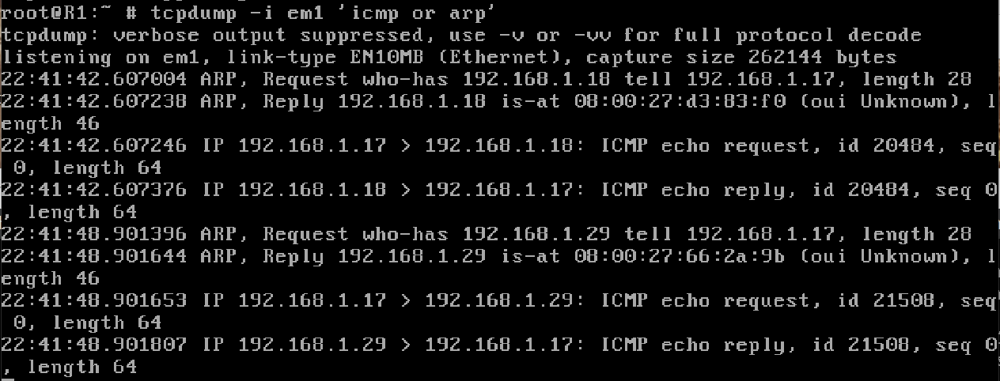 root@R1:~ # tcpdump -i em1 'icmp or arp'
tcpdump: verbose output suppressed, use -v or -vv for full protocol decode
listening on em1, link-type EN10MB (Ethernet), capture size 262144 bytes
22:41:42.607004 ARP, Request who-has 192.168.1.18 tell 192.168.1.17, length 28
22:41:42.607238 ARP, Reply 192.168.1.18 is-at 08:00:27:d3:83:f0 (oui Unknown), l
ength 46
22:41:42.607246 IP 192.168.1.17 > 192.168.1.18: ICMP echo request, id 20484, seq
 0, length 64
22:41:42.607376 IP 192.168.1.18 > 192.168.1.17: ICMP echo reply, id 20484, seq 0
, length 64
22:41:48.901396 ARP, Request who-has 192.168.1.29 tell 192.168.1.17, length 28
22:41:48.901644 ARP, Reply 192.168.1.29 is-at 08:00:27:66:2a:9b (oui Unknown), l
ength 46
22:41:48.901653 IP 192.168.1.17 > 192.168.1.29: ICMP echo request, id 21508, seq
 0, length 64
22:41:48.901807 IP 192.168.1.29 > 192.168.1.17: ICMP echo reply, id 21508, seq 0
, length 64